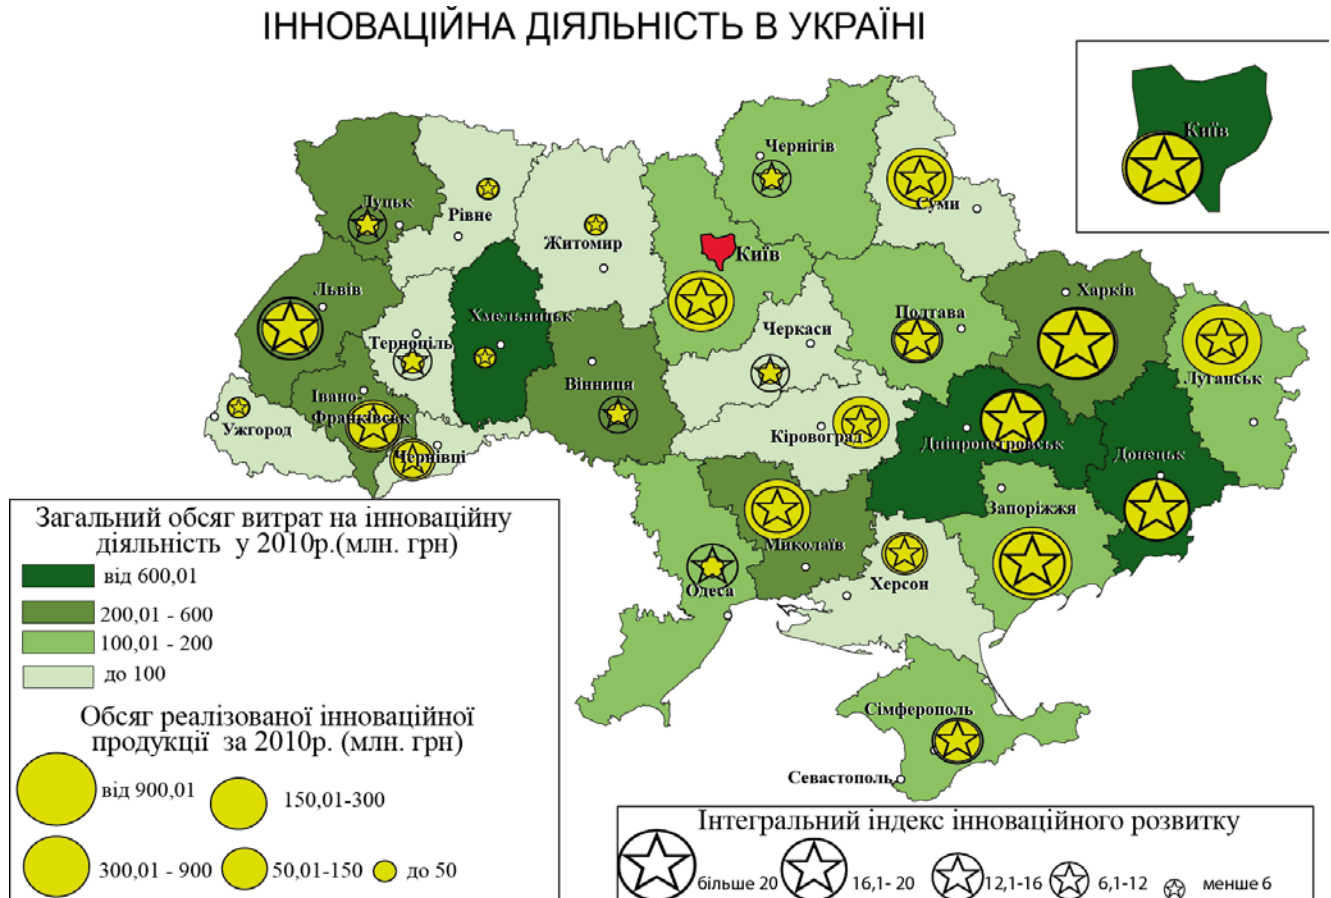 ІННОВАЦІЙНА ДІЯЛЬНІСТЬ В УКРАЇНІ
Київ
Чернігів
Суми
Луцьк
Рівне
Житомир
Київ
Львів
Хмельницьк
Тернопіль
Черкаси
Полтава
Харків
Луганськ
Вінниця
Івано-
Франківськ
Ужгород
Чернівці
Кіровоград
Дніпропетровськ
Донецьк
Запоріжжя
Миколаїв
Херсон
Одеса
Сімферополь
Севастополь
Загальний обсяг витрат на інноваційну
діяльність у 2010р.(млн. грн)
від 600,01
200,01 - 600
100,01 - 200
до 100
Обсяг реалізованої інноваційної
продукції за 2010р. (млн. грн)
від 900,01
150,01-300
300,01 - 900
50,01-150
до 50
Інтегральний індекс інноваційного розвитку
більше 20
16,1- 20
12,1-16
6,1-12
менше 6